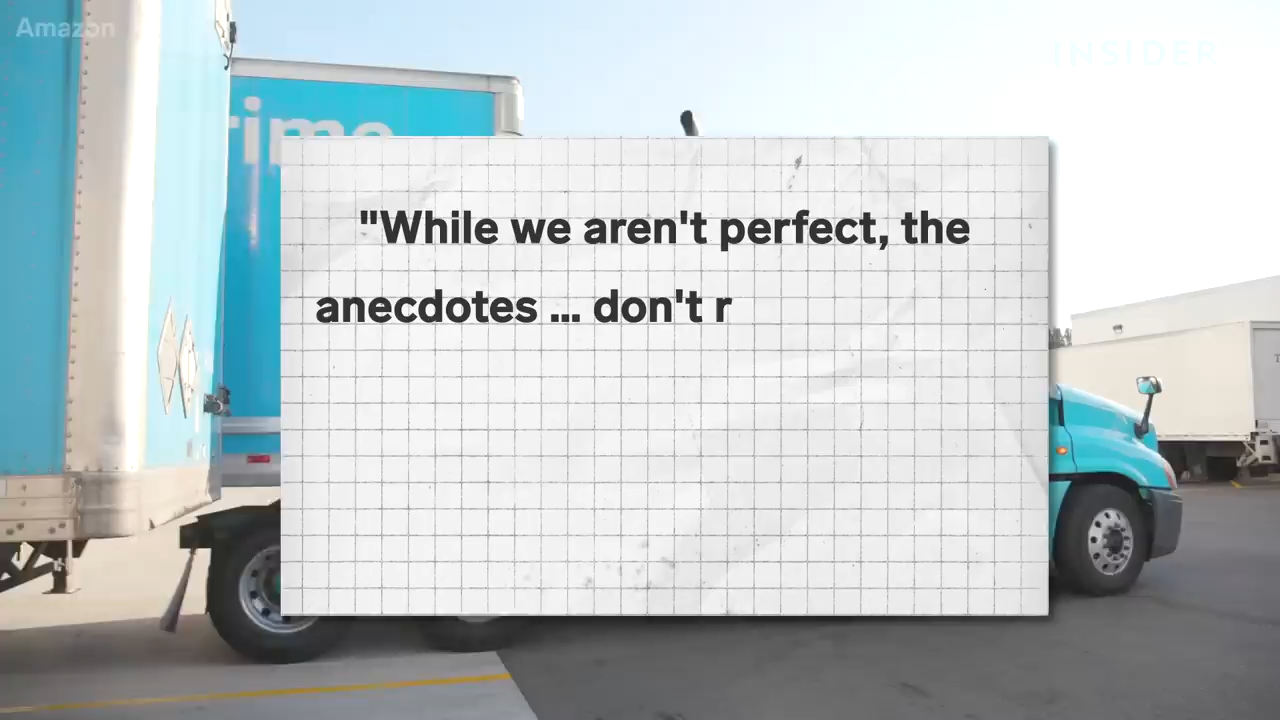 Amazon
INSIDER
"While we aren't perfect, the
anecdotes ... don't r